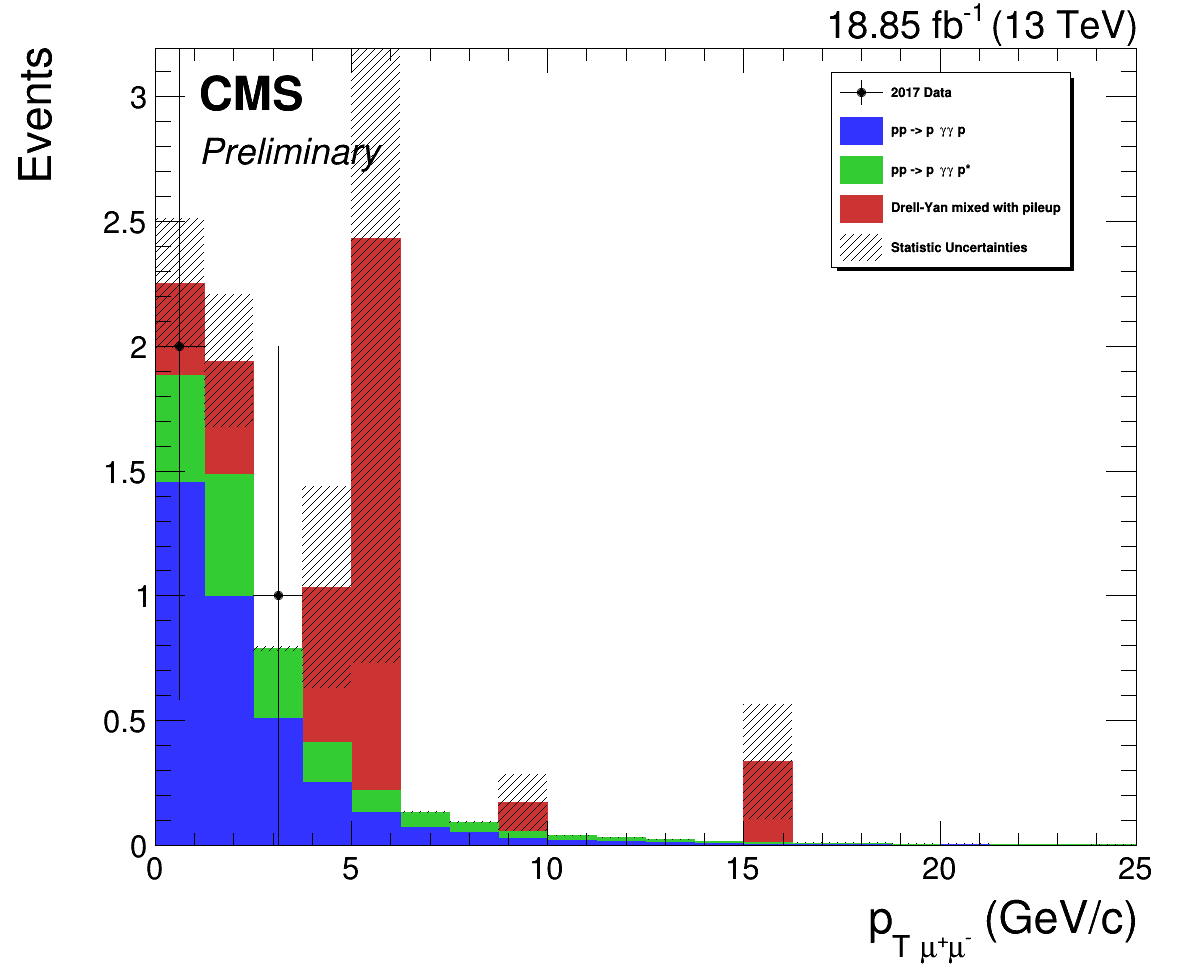 18.85 fb-1 (13 TeV)
Events
CMS
Preliminary
2017 Data
pp -> p γγ p
pp -> p γγ p*
Drell-Yan mixed with pileup
Statistic Uncertainties
3
2.5
2
1.5
1
0.5
0
0 5 10 15 20 25
pT μ+μ- (GeV/c)